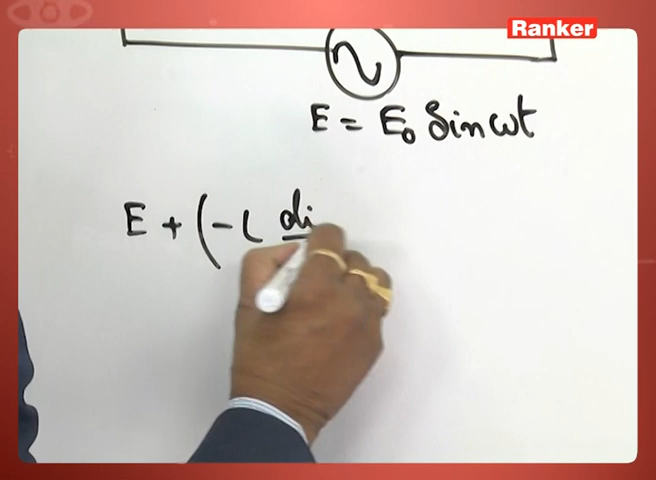 Ranker
E = E₀ Sin ωt
E + (-L di